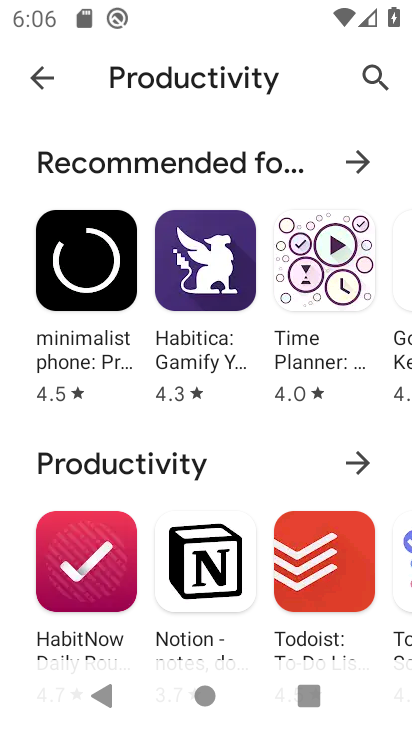 6:06
Productivity
Recommended fo...
minimalist
phone: Pr...
4.5 ★
Habitica:
Gamify Y...
4.3 ★
Time
Planner: ...
4.0 ★
Go
Ke
4.
Productivity
HabitNow
Daily Rou...
4.7 ★
N
Notion -
notes, do...
3.7 ★
Todoist:
To-Do Lis...
4.5 ★
To
4.